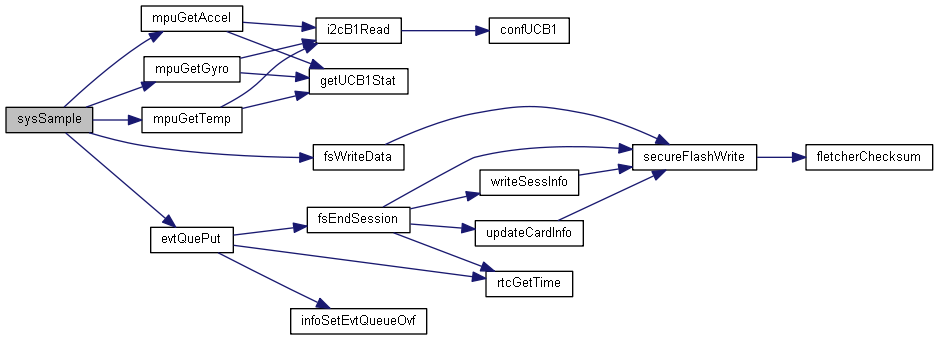 mpuGetAccel
i2cB1Read
confUCB1
mpuGetGyro
getUCB1Stat
sysSample
mpuGetTemp
fsWriteData
secureFlashWrite
fletcherChecksum
writeSessInfo
fsEndSession
updateCardInfo
evtQuePut
rtcGetTime
infoSetEvtQueueOvf